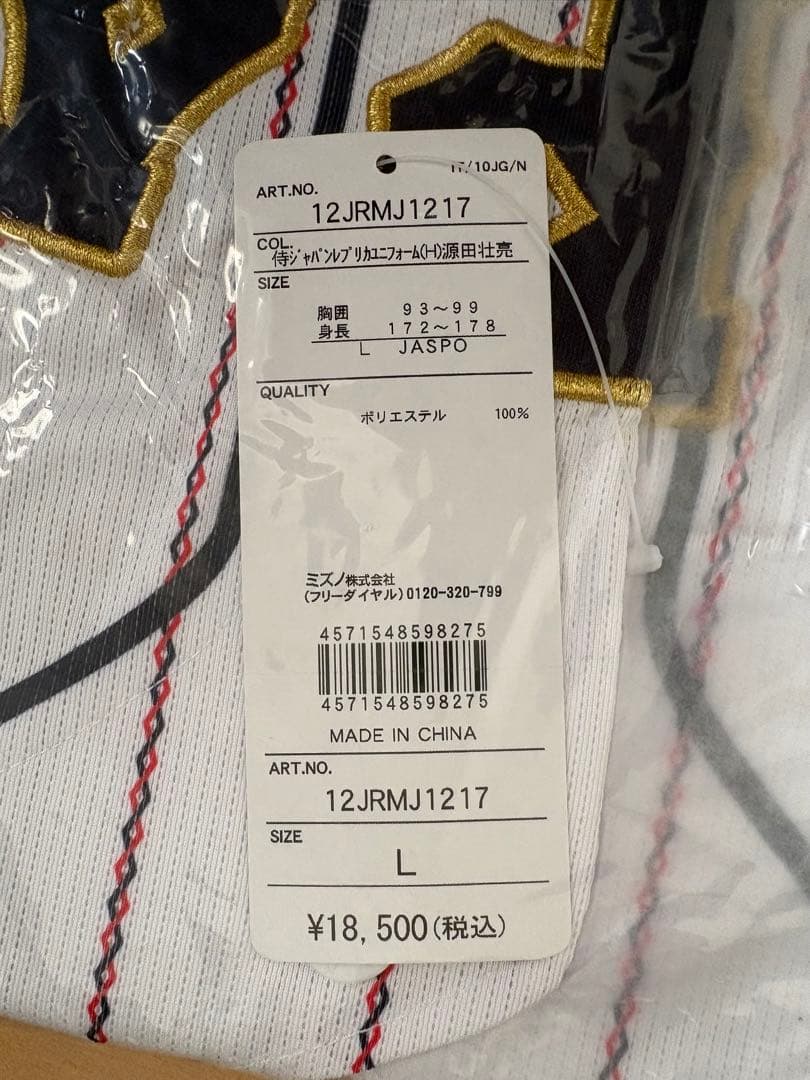 1T/10JG/N
ART.NO.
12JRMJ1217
COL.
侍ｼﾞｬﾊﾟﾝﾚﾌﾟﾘｶﾕﾆﾌｫｰﾑ(H)源田壮亮
SIZE
胸囲 93～99
身長 172～178
L JASPO
QUALITY
ポリエステル 100%
ミズノ株式会社
(フリーダイヤル)0120-320-799
4571548598275
4571548598275
MADE IN CHINA
ART.NO.
12JRMJ1217
SIZE
L
¥18,500(税込)